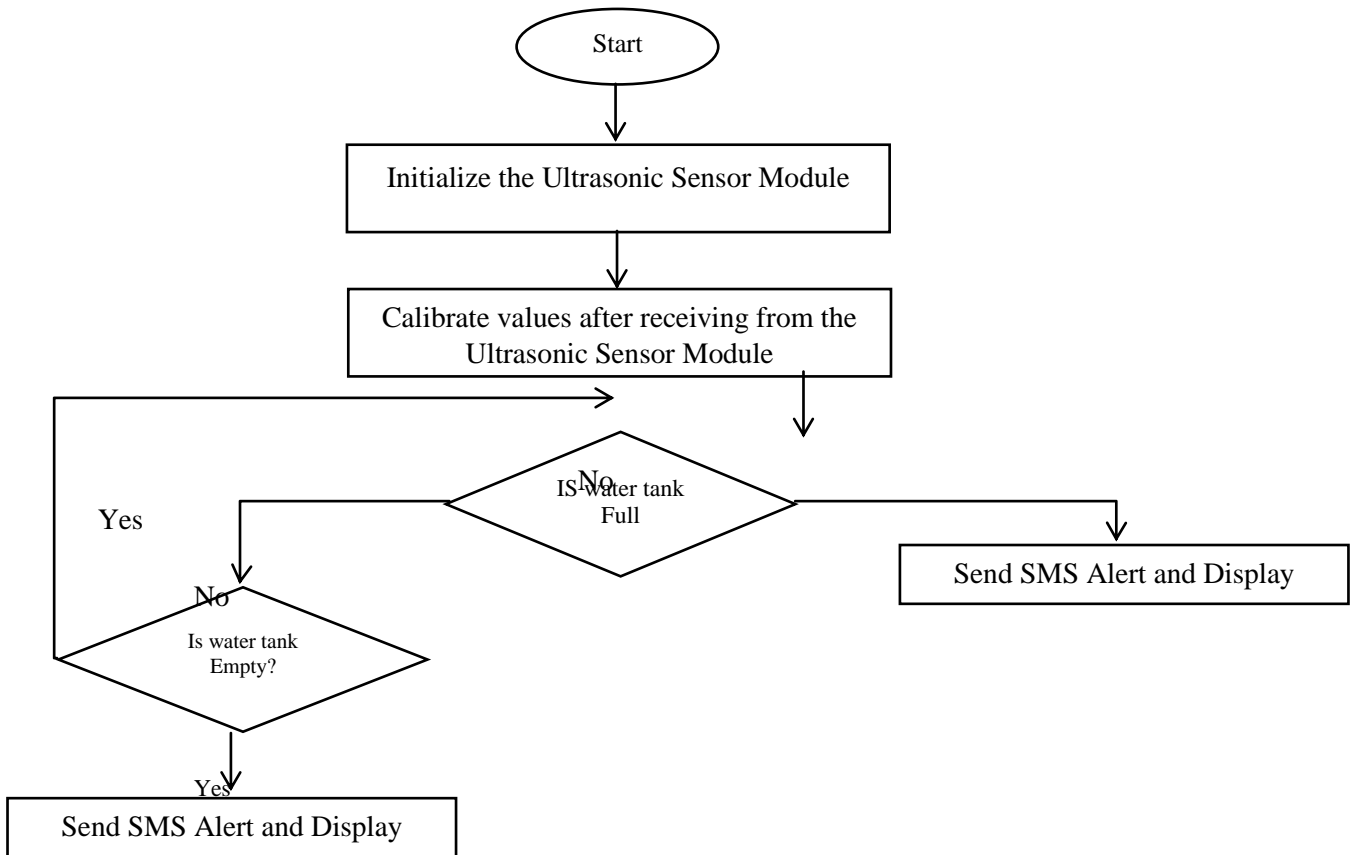 Start
Initialize the Ultrasonic Sensor Module
Calibrate values after receiving from the
Ultrasonic Sensor Module
No
IS water tank
Full
Yes
Send SMS Alert and Display
No
Is water tank
Empty?
Yes
Send SMS Alert and Display